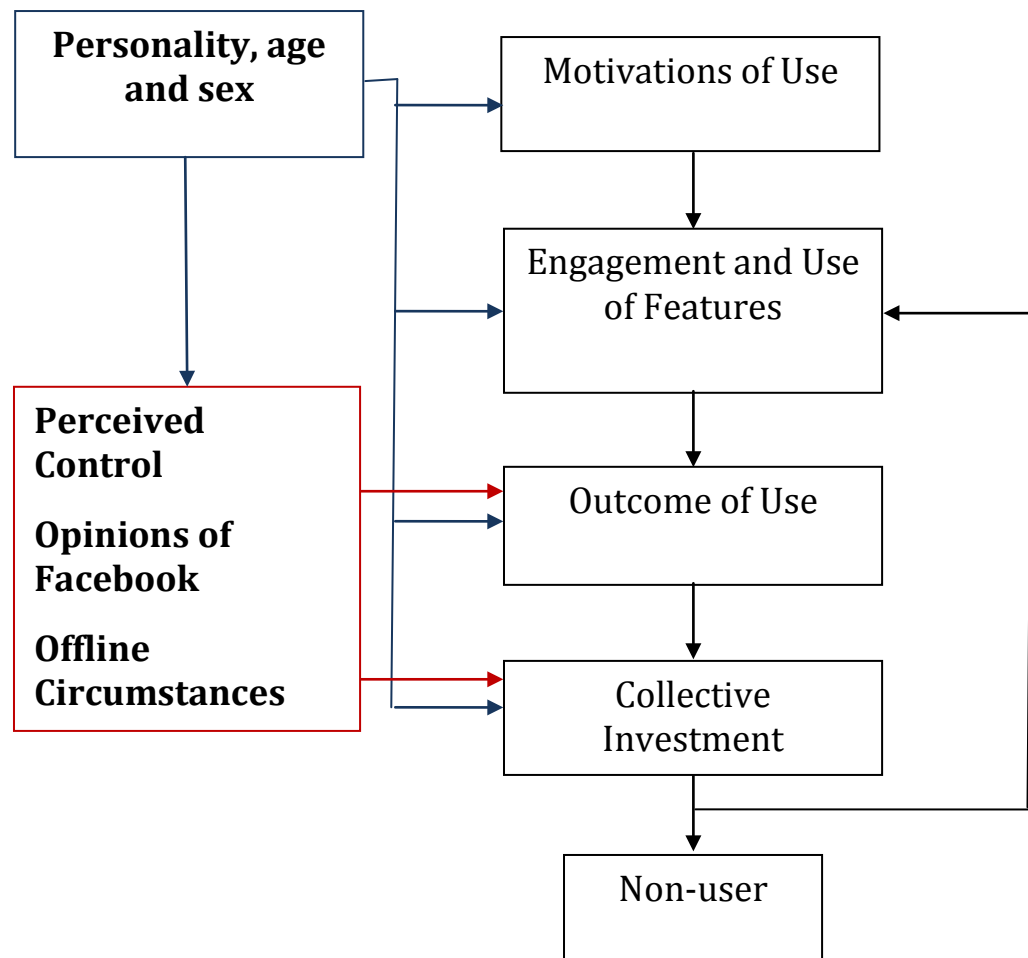 Personality, age
and sex
Motivations of Use
Engagement and Use
of Features
Perceived
Control
Opinions of
Facebook
Offline
Circumstances
Outcome of Use
Collective
Investment
Non-user